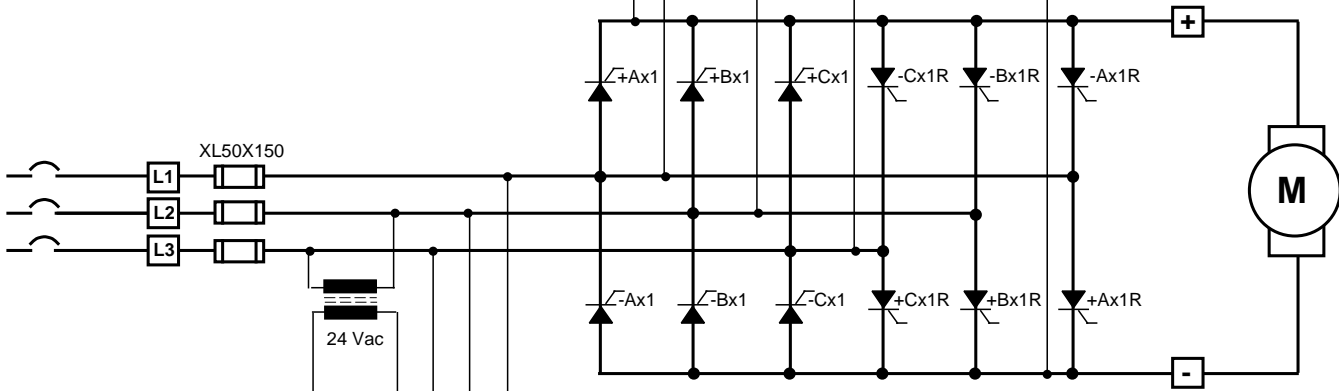 +
+Ax1
+Bx1
+Cx1
-Cx1R
-Bx1R
-Ax1R
XL50X150
L1
L2
L3
M
-Ax1
-Bx1
-Cx1
+Cx1R
+Bx1R
+Ax1R
24 Vac
-